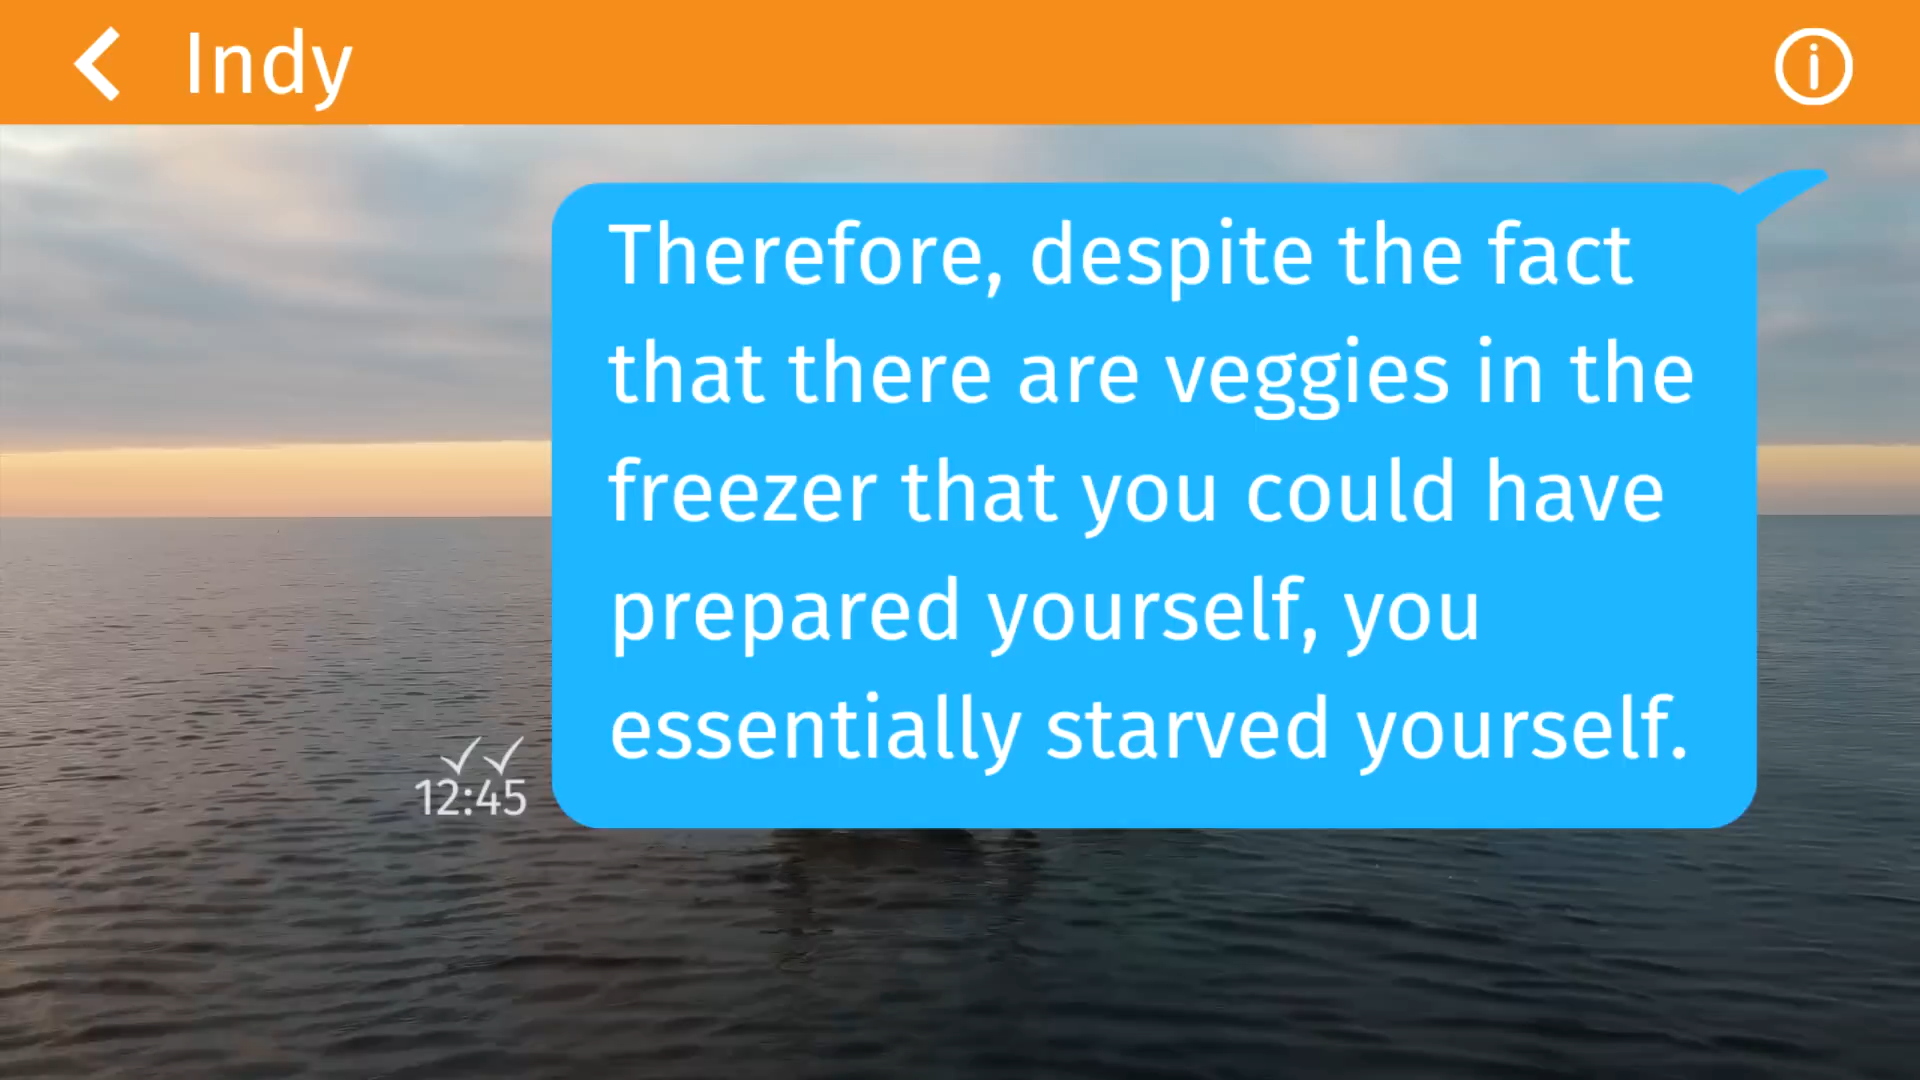 Indy
Therefore, despite the fact
that there are veggies in the
freezer that you could have
prepared yourself, you
essentially starved yourself.
12:45